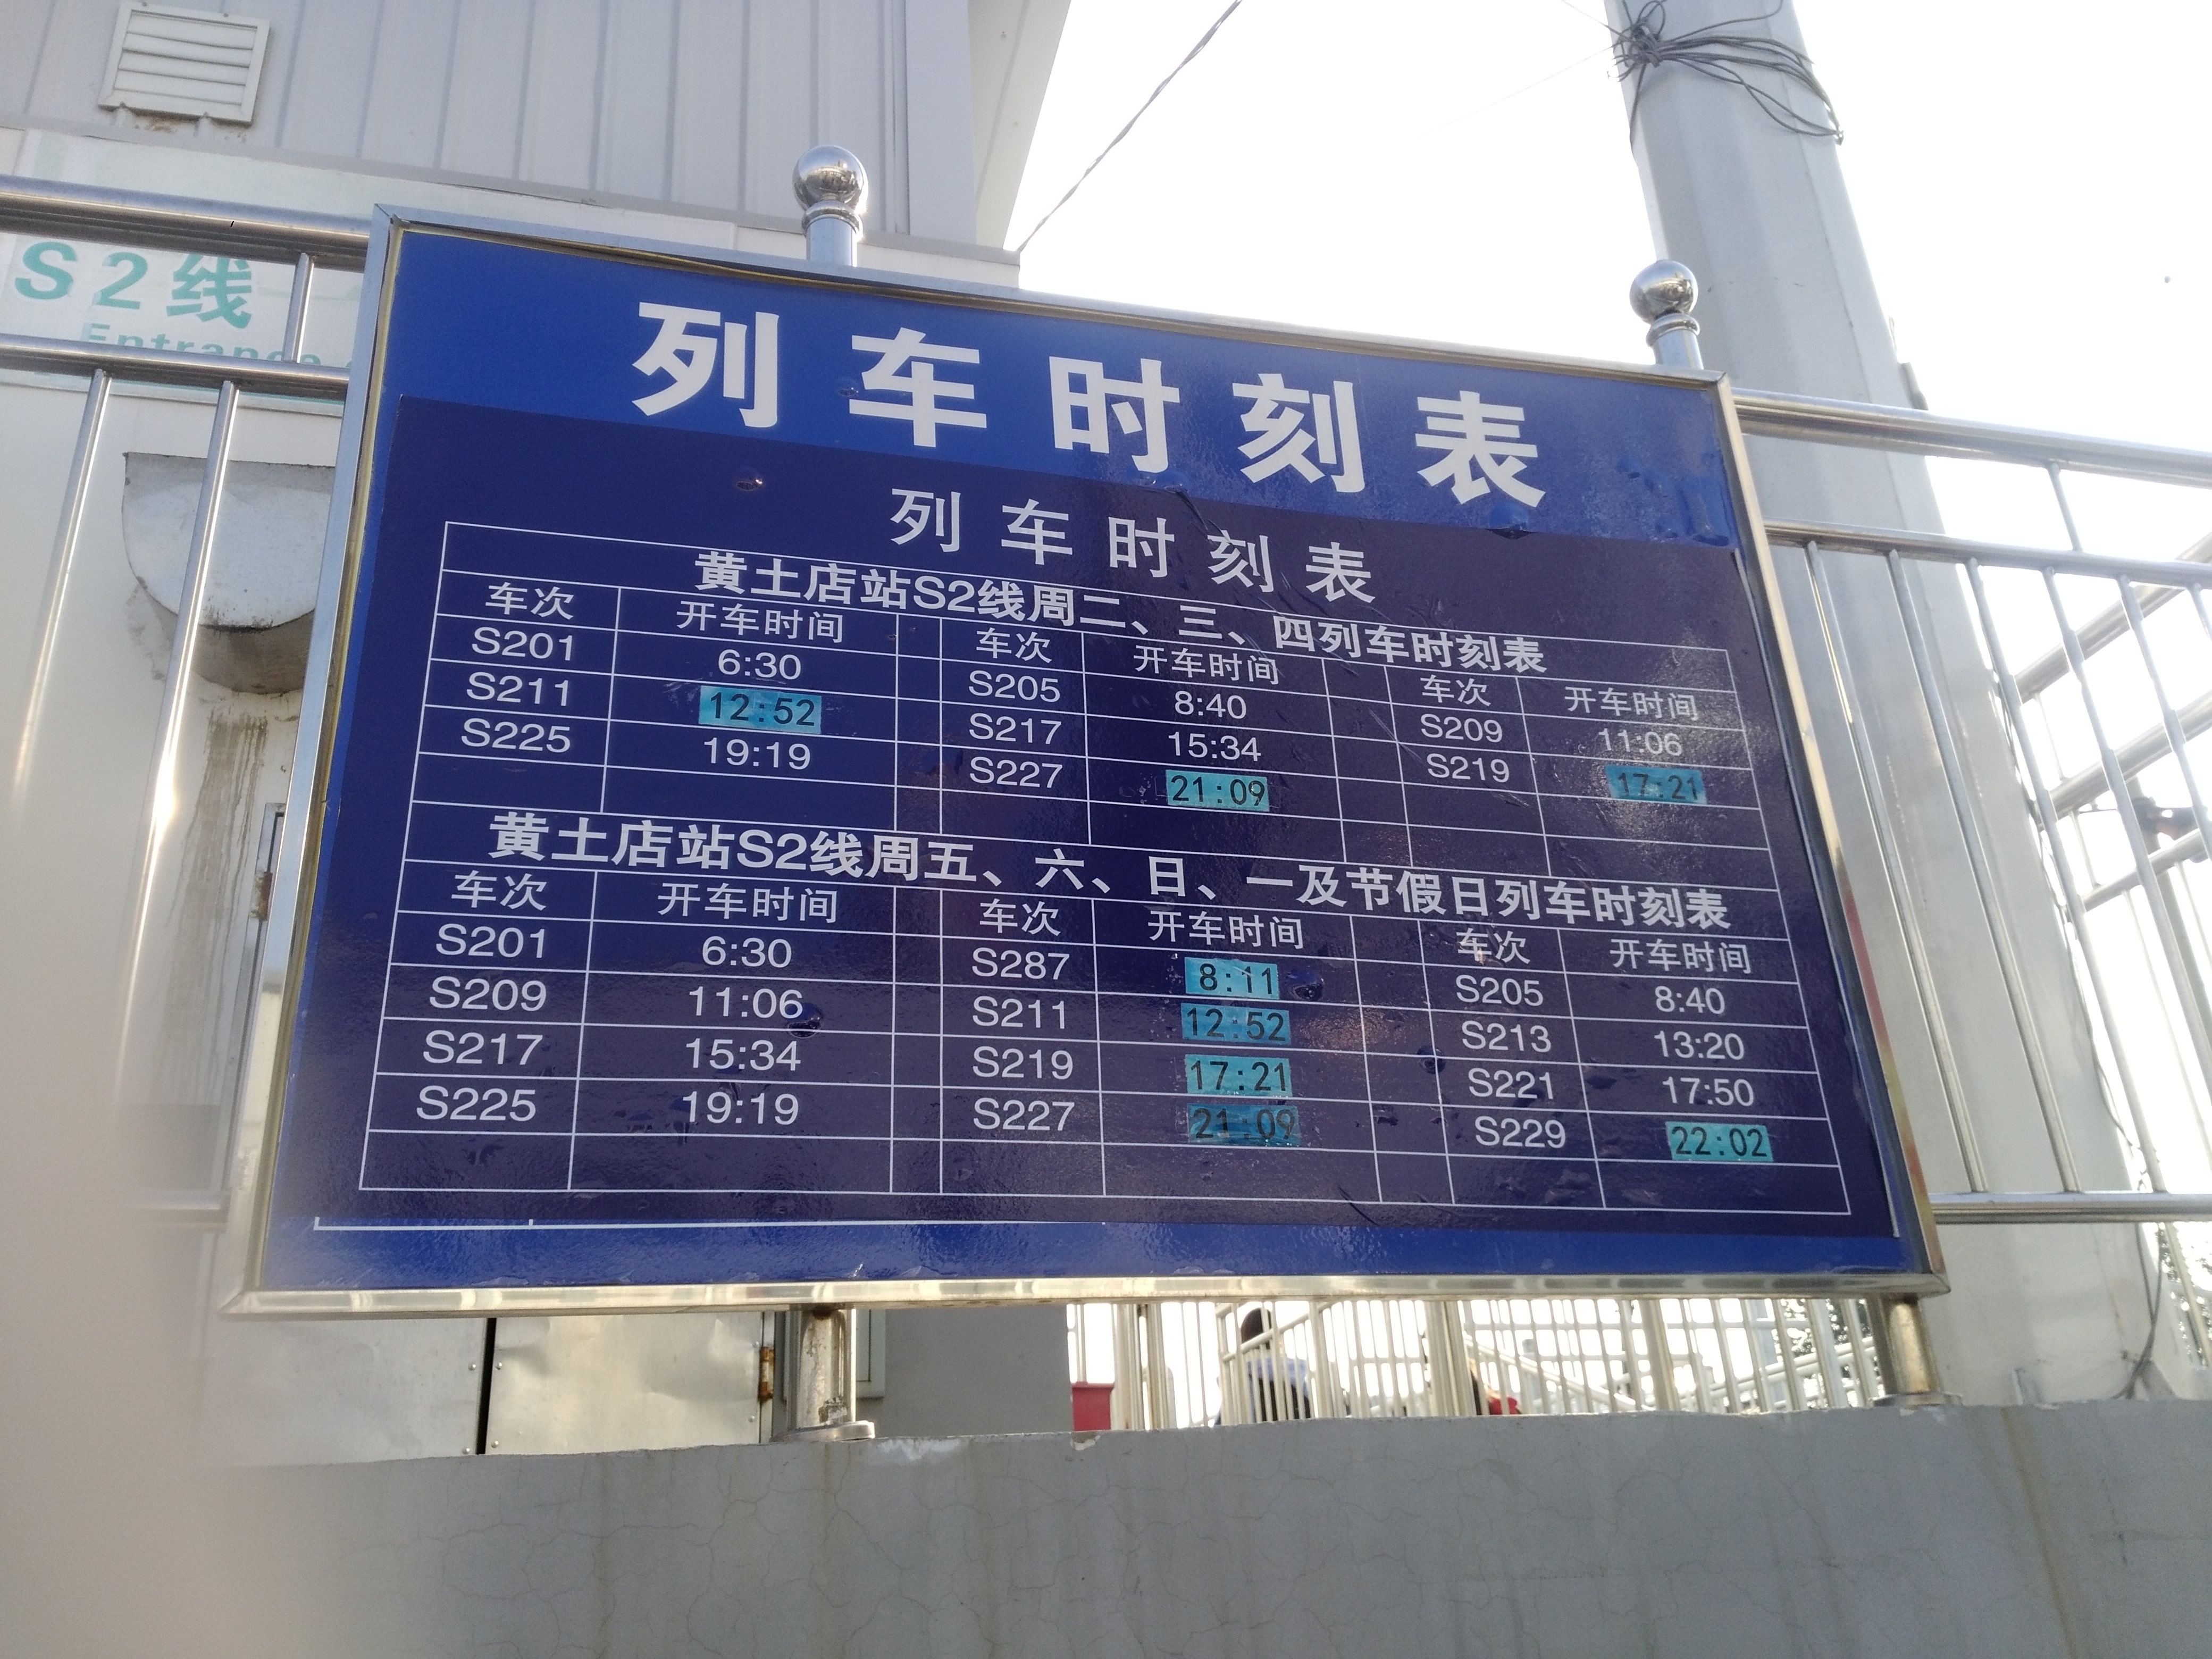 S2线
Entrance
列车时刻表
列车时刻表
黄土店站S2线周二、三、四列车时刻表
车次 开车时间 车次 开车时间 车次 开车时间
S201 6:30 S205 8:40 S209 11:06
S211 12:52 S217 15:34 S219 17:21
S225 19:19 S227 21:09
黄土店站S2线周五、六、日、一及节假日列车时刻表
车次 开车时间 车次 开车时间 车次 开车时间
S201 6:30 S287 8:11 S205 8:40
S209 11:06 S211 12:52 S213 13:20
S217 15:34 S219 17:21 S221 17:50
S225 19:19 S227 21:09 S229 22:02